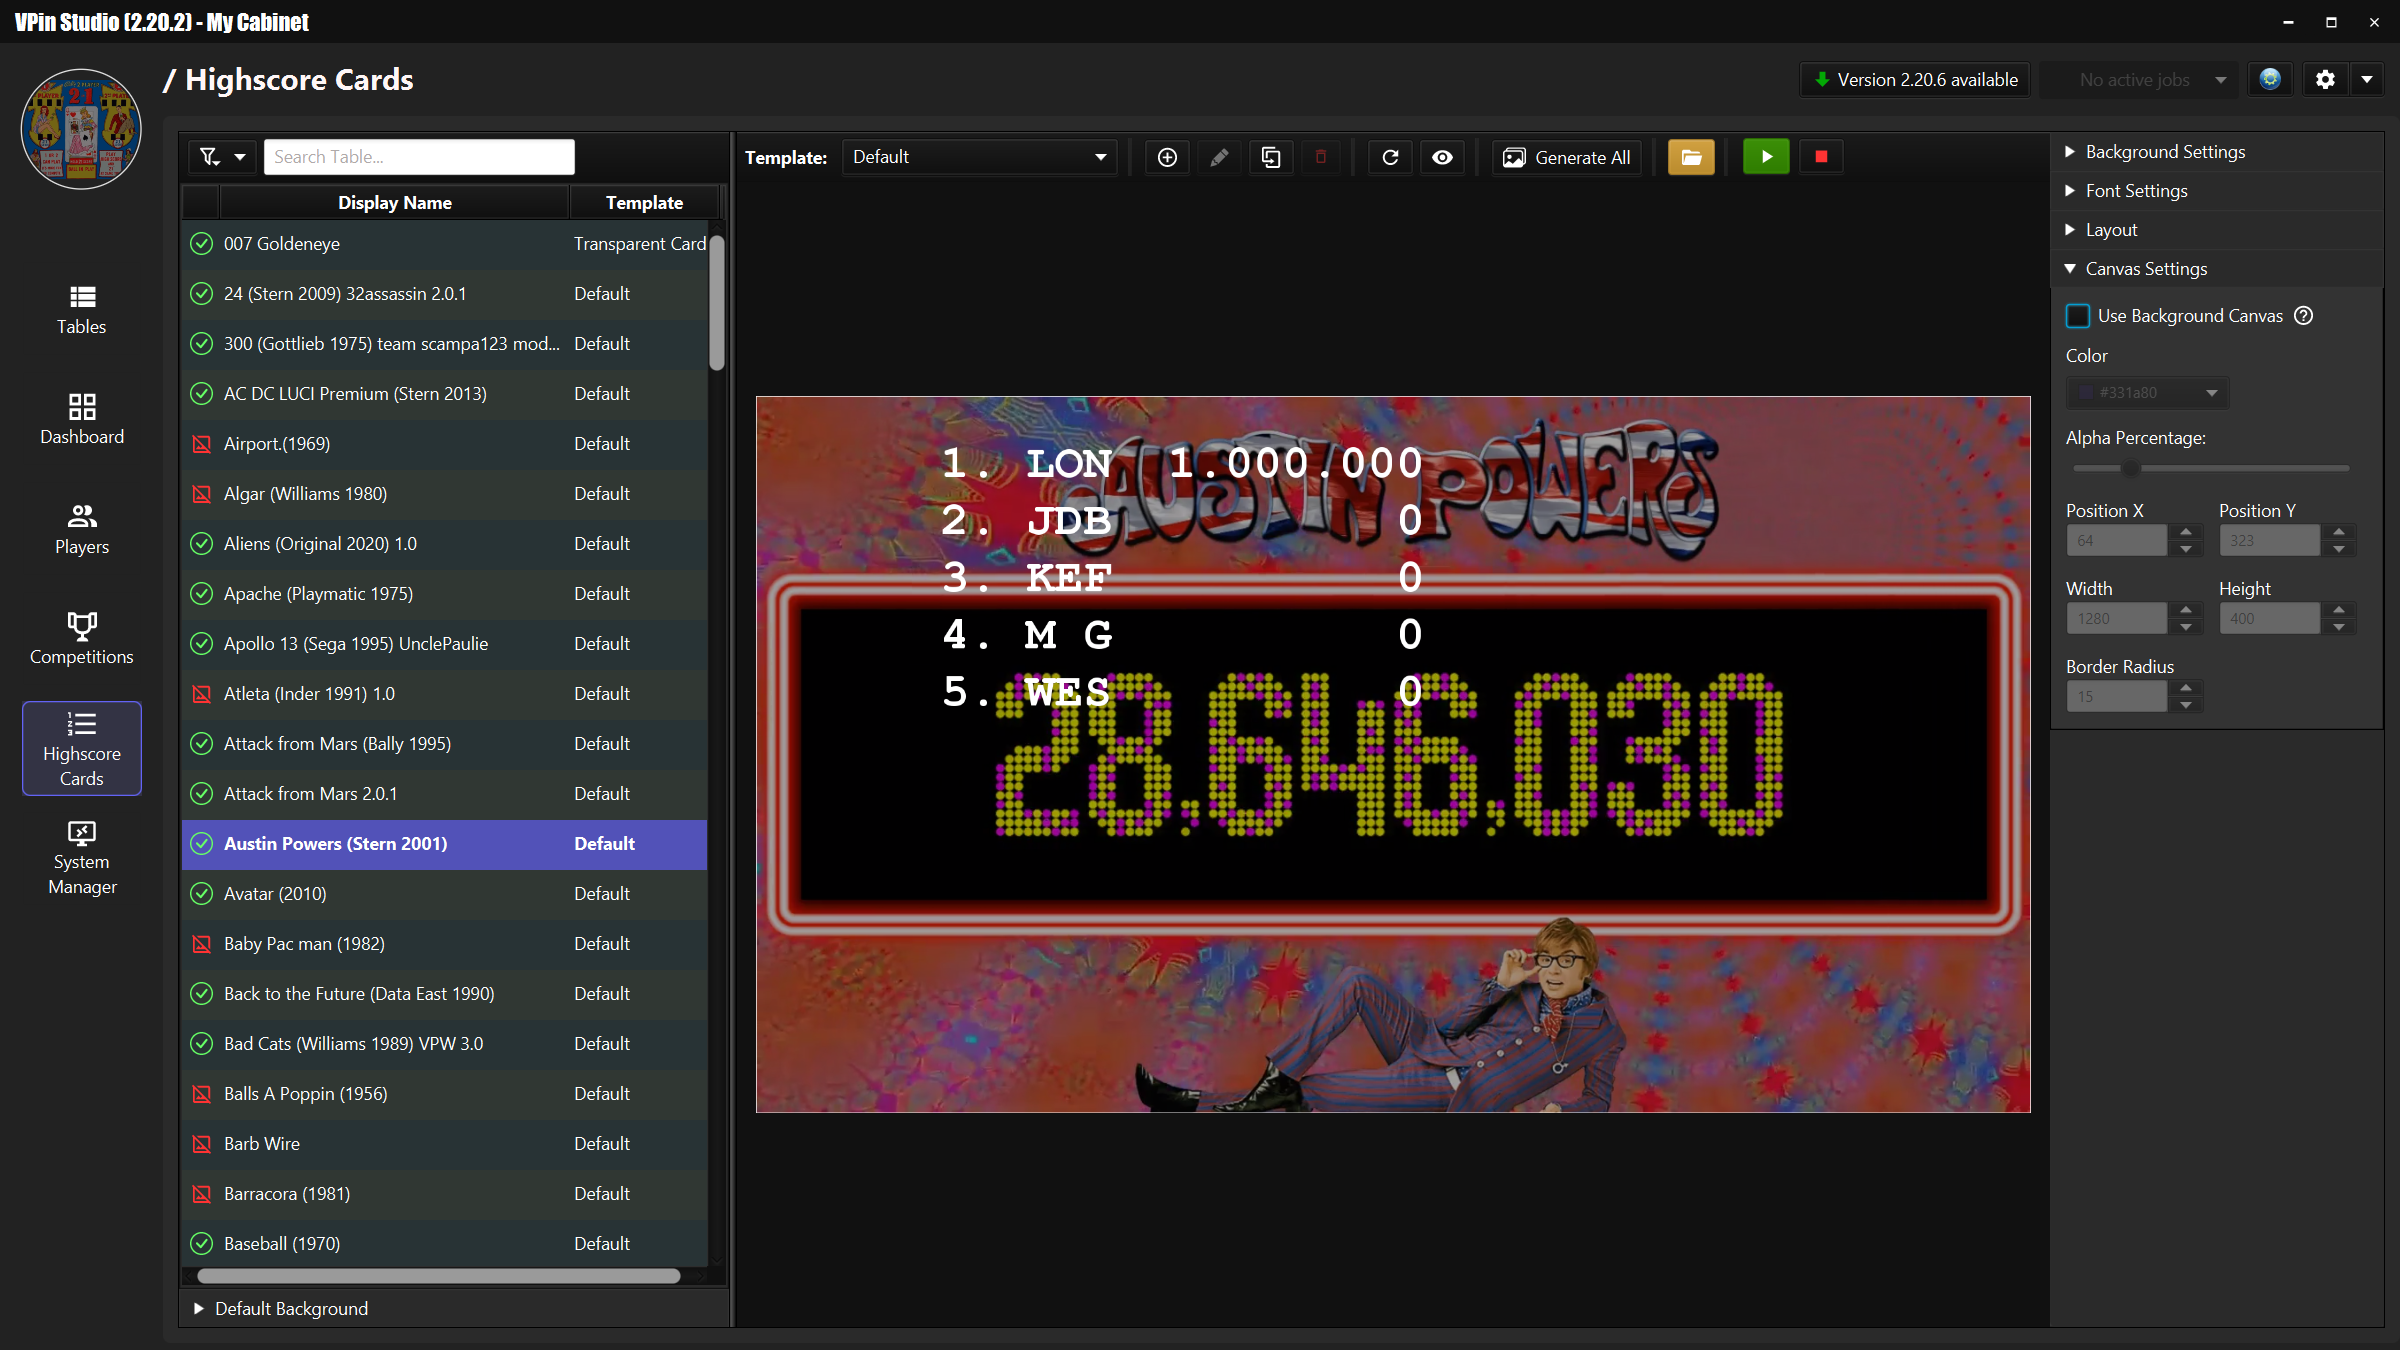 VPin Studio (2.20.2) - My Cabinet
/ Highscore Cards
Version 2.20.6 available
No active jobs
Search Table...
Template:
Default
Generate All
Display Name
Template
007 Goldeneye
Transparent Card
24 (Stern 2009) 32assassin 2.0.1
Default
300 (Gottlieb 1975) team scampa123 mod...
Default
AC DC LUCI Premium (Stern 2013)
Default
Airport.(1969)
Default
Algar (Williams 1980)
Default
Aliens (Original 2020) 1.0
Default
Apache (Playmatic 1975)
Default
Apollo 13 (Sega 1995) UnclePaulie
Default
Atleta (Inder 1991) 1.0
Default
Attack from Mars (Bally 1995)
Default
Attack from Mars 2.0.1
Default
Austin Powers (Stern 2001)
Default
Avatar (2010)
Default
Baby Pac man (1982)
Default
Back to the Future (Data East 1990)
Default
Bad Cats (Williams 1989) VPW 3.0
Default
Balls A Poppin (1956)
Default
Barb Wire
Default
Barracora (1981)
Default
Baseball (1970)
Default
Default Background
Tables
Dashboard
Players
Competitions
Highscore
Cards
System
Manager
AUSTIN POWERS
1. LON 1.000.000
2. JDB 0
3. KEF 0
4. M G 0
5. WES 0
28,646,030
Background Settings
Font Settings
Layout
Canvas Settings
Use Background Canvas
Color
#331a80
Alpha Percentage:
Position X
Position Y
64
323
Width
Height
1280
400
Border Radius
15